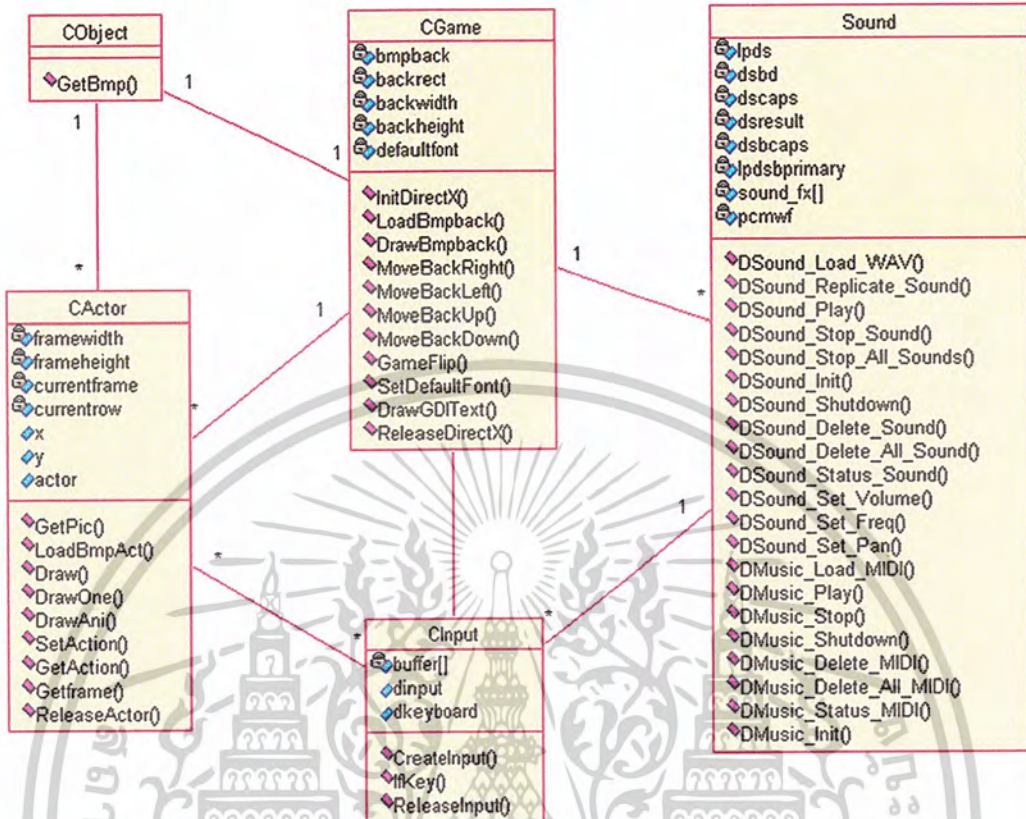 CObject
GetBmp()
1
1
1
*
CGame
bmpback
backrect
backwidth
backheight
defaultfont
InitDirectX()
LoadBmpback()
DrawBmpback()
MoveBackRight()
MoveBackLeft()
MoveBackUp()
MoveBackDown()
GameFlip()
SetDefaultFont()
DrawGDIText()
ReleaseDirectX()
1
*
1
*
Sound
lpds
dsbd
dscaps
dsresult
dsbcaps
lpdsbprimary
sound_fx[]
pcmwf
DSound_Load_WAV()
DSound_Replicate_Sound()
DSound_Play()
DSound_Stop_Sound()
DSound_Stop_All_Sounds()
DSound_Init()
DSound_Shutdown()
DSound_Delete_Sound()
DSound_Delete_All_Sound()
DSound_Status_Sound()
DSound_Set_Volume()
DSound_Set_Freq()
DSound_Set_Pan()
DMusic_Load_MIDI()
DMusic_Play()
DMusic_Stop()
DMusic_Shutdown()
DMusic_Delete_MIDI()
DMusic_Delete_All_MIDI()
DMusic_Status_MIDI()
DMusic_Init()
1
*
CActor
framewidth
frameheight
currentframe
currentrow
x
y
actor
GetPic()
LoadBmpAct()
Draw()
DrawOne()
DrawAni()
SetAction()
GetAction()
Getframe()
ReleaseActor()
*
*
CInput
buffer[]
dinput
dkeyboard
CreateInput()
IfKey()
ReleaseInput()